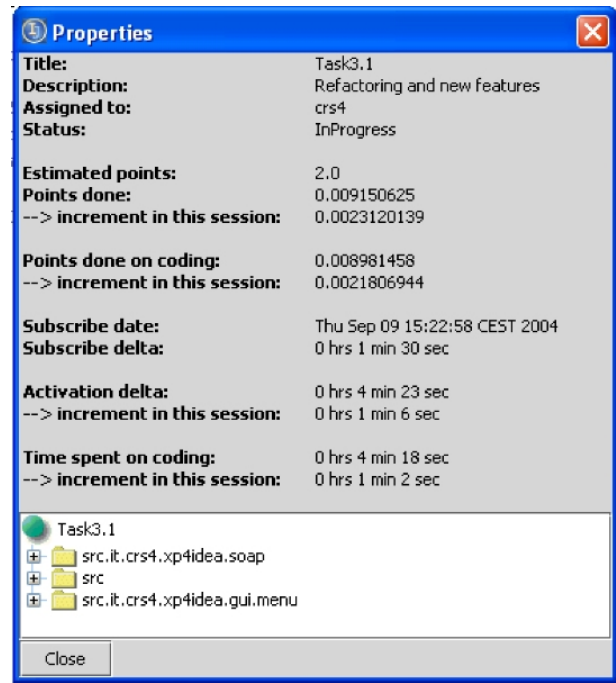 Properties
Title: Task3.1
Description: Refactoring and new features
Assigned to: crs4
Status: InProgress
Estimated points: 2.0
Points done: 0.009150625
--> increment in this session: 0.0023120139
Points done on coding: 0.008981458
--> increment in this session: 0.0021806944
Subscribe date: Thu Sep 09 15:22:58 CEST 2004
Subscribe delta: 0 hrs 1 min 30 sec
Activation delta: 0 hrs 4 min 23 sec
--> increment in this session: 0 hrs 1 min 6 sec
Time spent on coding: 0 hrs 4 min 18 sec
--> increment in this session: 0 hrs 1 min 2 sec
Task3.1
src.it.crs4.xp4idea.soap
src
src.it.crs4.xp4idea.gui.menu
Close